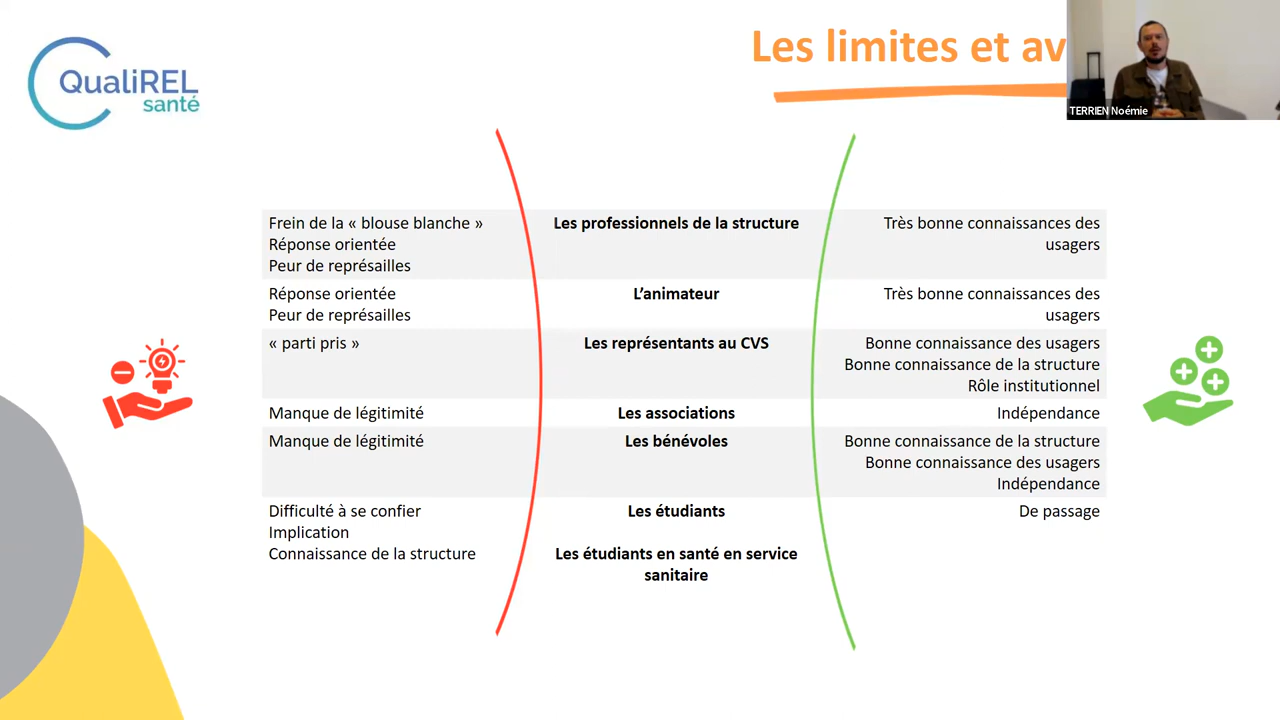 QualiREL
santé
Les limites et av
TERRIEN Noémie
Frein de la « blouse blanche »
Réponse orientée
Peur de représailles
Les professionnels de la structure
Très bonne connaissances des
usagers
Réponse orientée
Peur de représailles
L’animateur
Très bonne connaissances des
usagers
« parti pris »
Les représentants au CVS
Bonne connaissance des usagers
Bonne connaissance de la structure
Rôle institutionnel
Manque de légitimité
Les associations
Indépendance
Manque de légitimité
Les bénévoles
Bonne connaissance de la structure
Bonne connaissance des usagers
Indépendance
Difficulté à se confier
Implication
Connaissance de la structure
Les étudiants
Les étudiants en santé en service
sanitaire
De passage